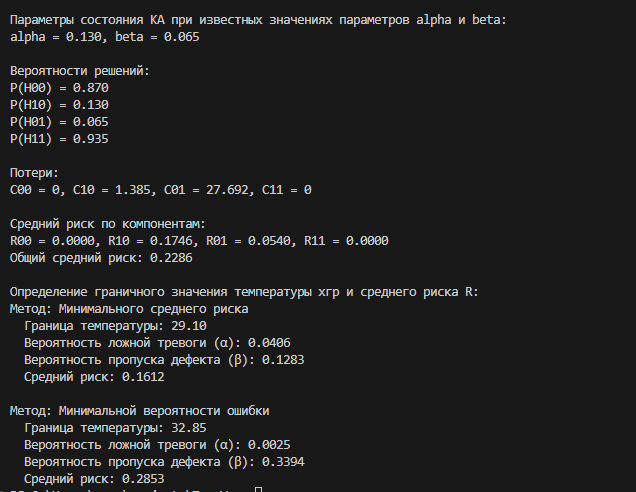 Параметры состояния КА при известных значениях параметров alpha и beta:
alpha = 0.130, beta = 0.065
Вероятности решений:
P(H00) = 0.870
P(H10) = 0.130
P(H01) = 0.065
P(H11) = 0.935
Потери:
C00 = 0, C10 = 1.385, C01 = 27.692, C11 = 0
Средний риск по компонентам:
R00 = 0.0000, R10 = 0.1746, R01 = 0.0540, R11 = 0.0000
Общий средний риск: 0.2286
Определение граничного значения температуры xгр и среднего риска R:
Метод: Минимального среднего риска
Граница температуры: 29.10
Вероятность ложной тревоги (α): 0.0406
Вероятность пропуска дефекта (β): 0.1283
Средний риск: 0.1612
Метод: Минимальной вероятности ошибки
Граница температуры: 32.85
Вероятность ложной тревоги (α): 0.0025
Вероятность пропуска дефекта (β): 0.3394
Средний риск: 0.2853